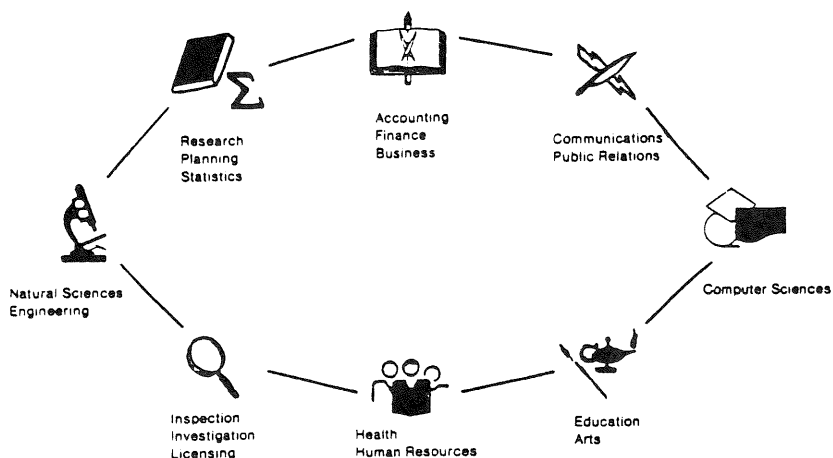 Research
Planning
Statistics
Accounting
Finance
Business
Communications
Public Relations
Natural Sciences
Engineering
Computer Sciences
Inspection
Investigation
Licensing
Health
Human Resources
Education
Arts